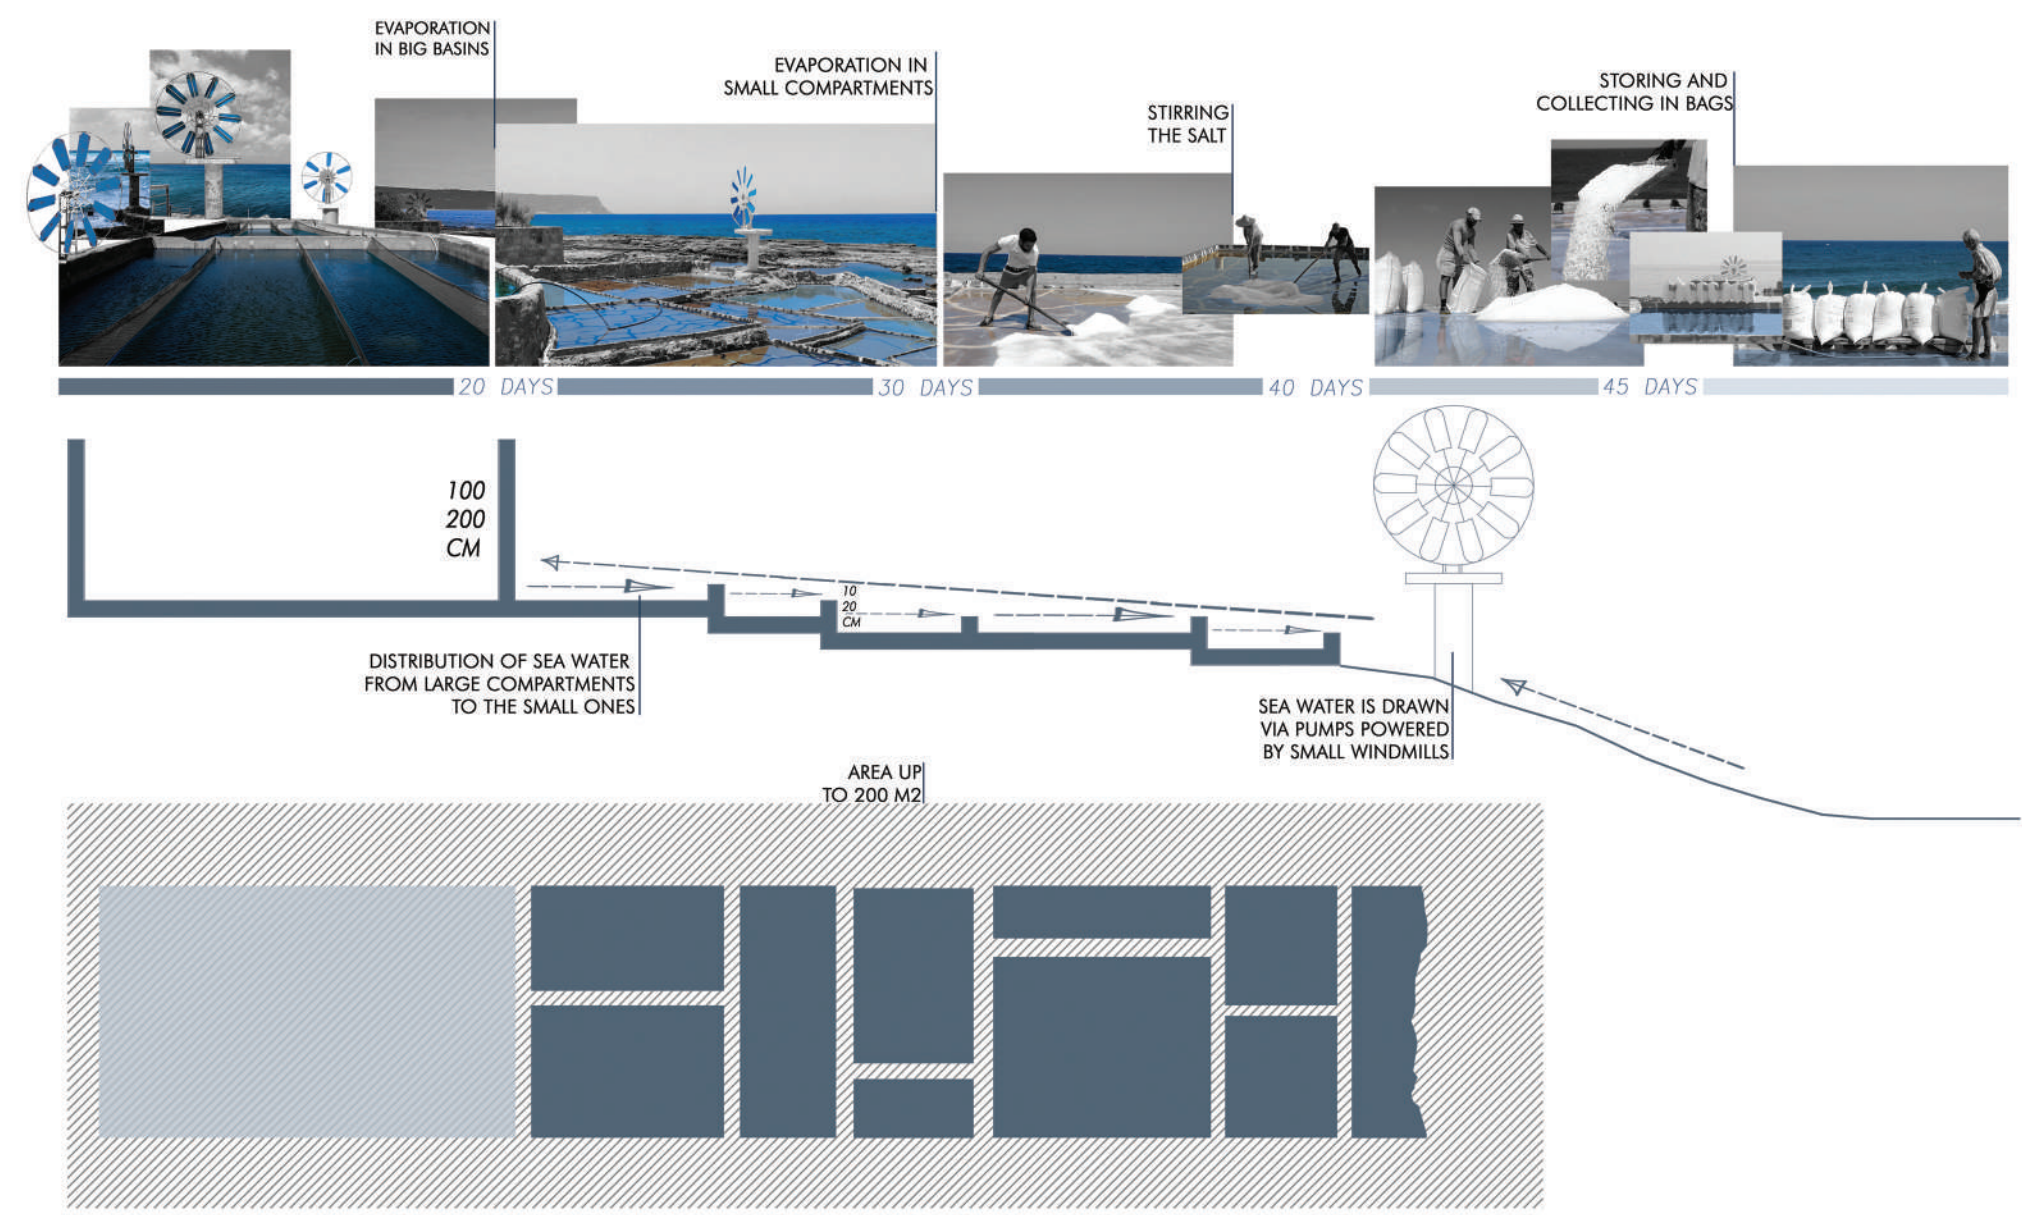 EVAPORATION
IN BIG BASINS
EVAPORATION IN
SMALL COMPARTMENTS
STIRRING
THE SALT
STORING AND
COLLECTING IN BAGS
20 DAYS
30 DAYS
40 DAYS
45 DAYS
100
200
CM
10
20
CM
DISTRIBUTION OF SEA WATER
FROM LARGE COMPARTMENTS
TO THE SMALL ONES
SEA WATER IS DRAWN
VIA PUMPS POWERED
BY SMALL WINDMILLS
AREA UP
TO 200 M2